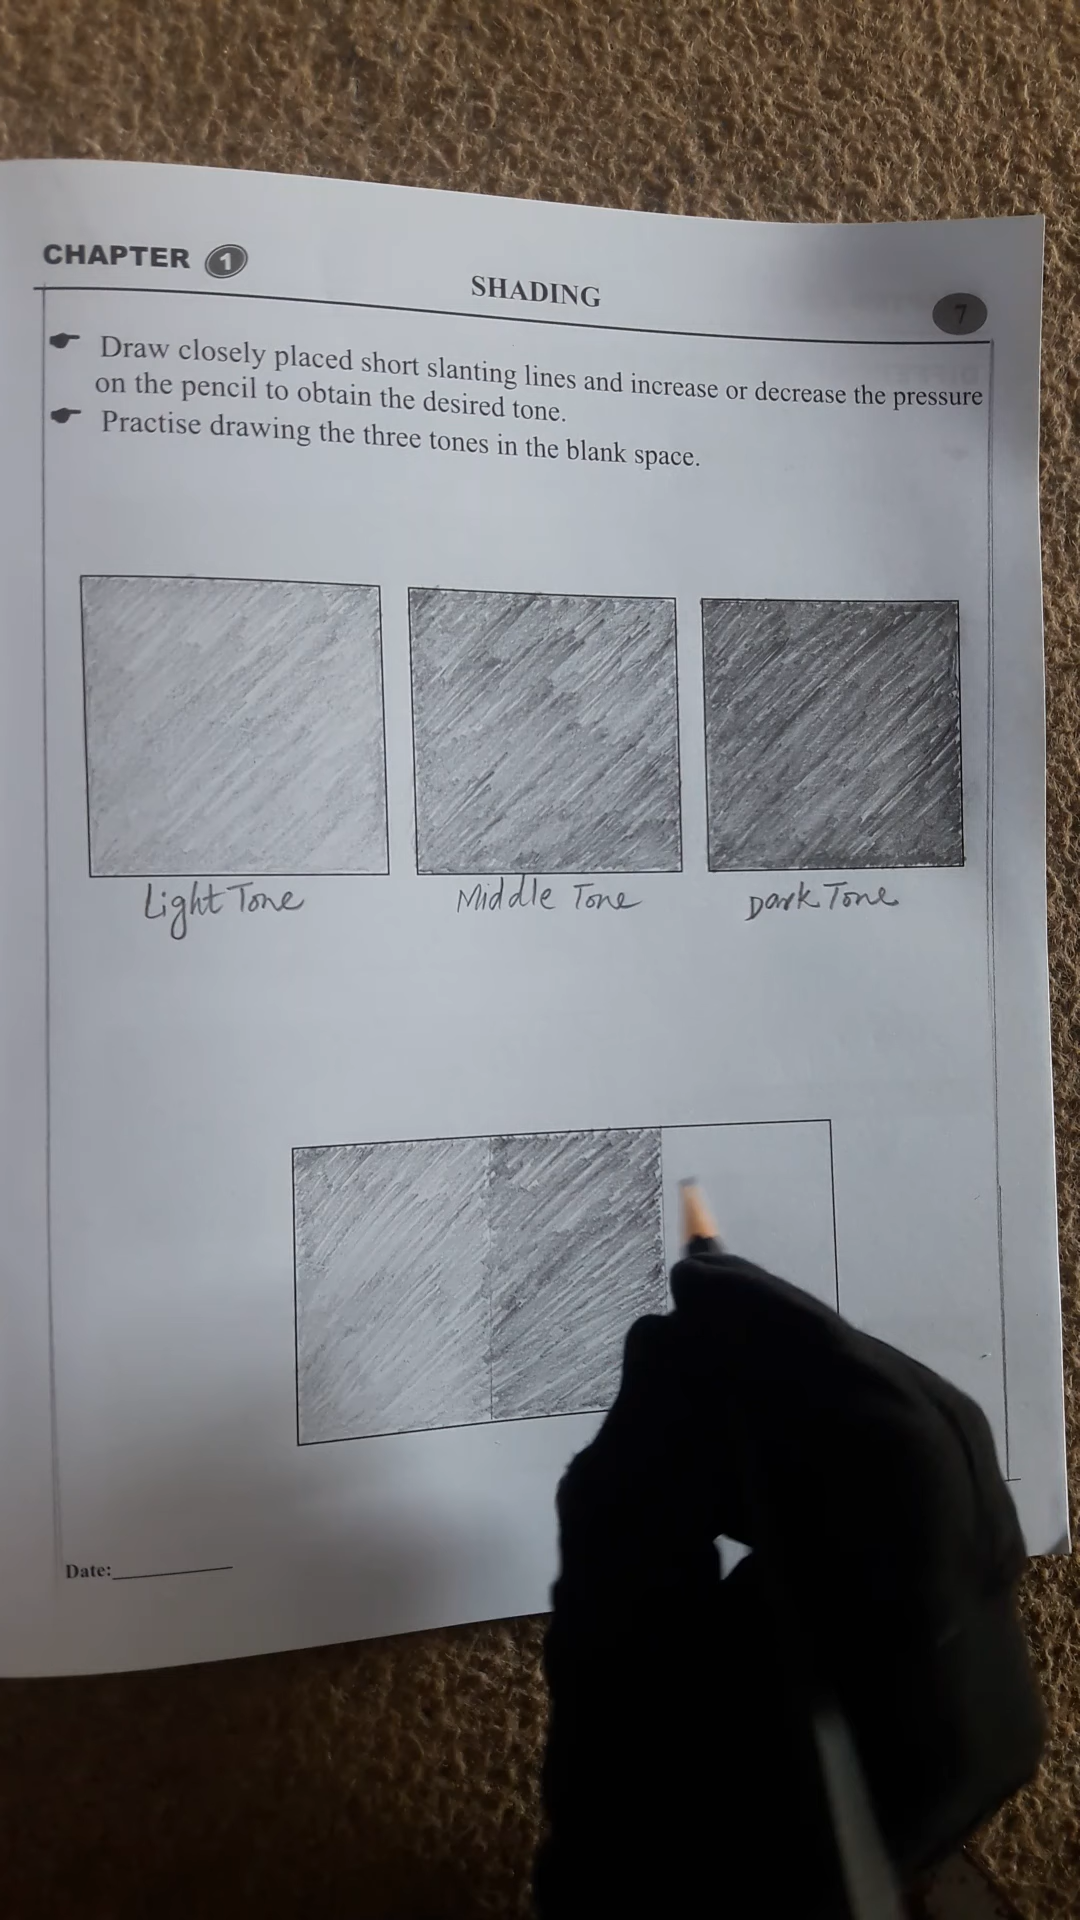 CHAPTER 1
SHADING
7
Draw closely placed short slanting lines and increase or decrease the pressure
on the pencil to obtain the desired tone.
Practise drawing the three tones in the blank space.
Light Tone
Middle Tone
Dark Tone
Date: